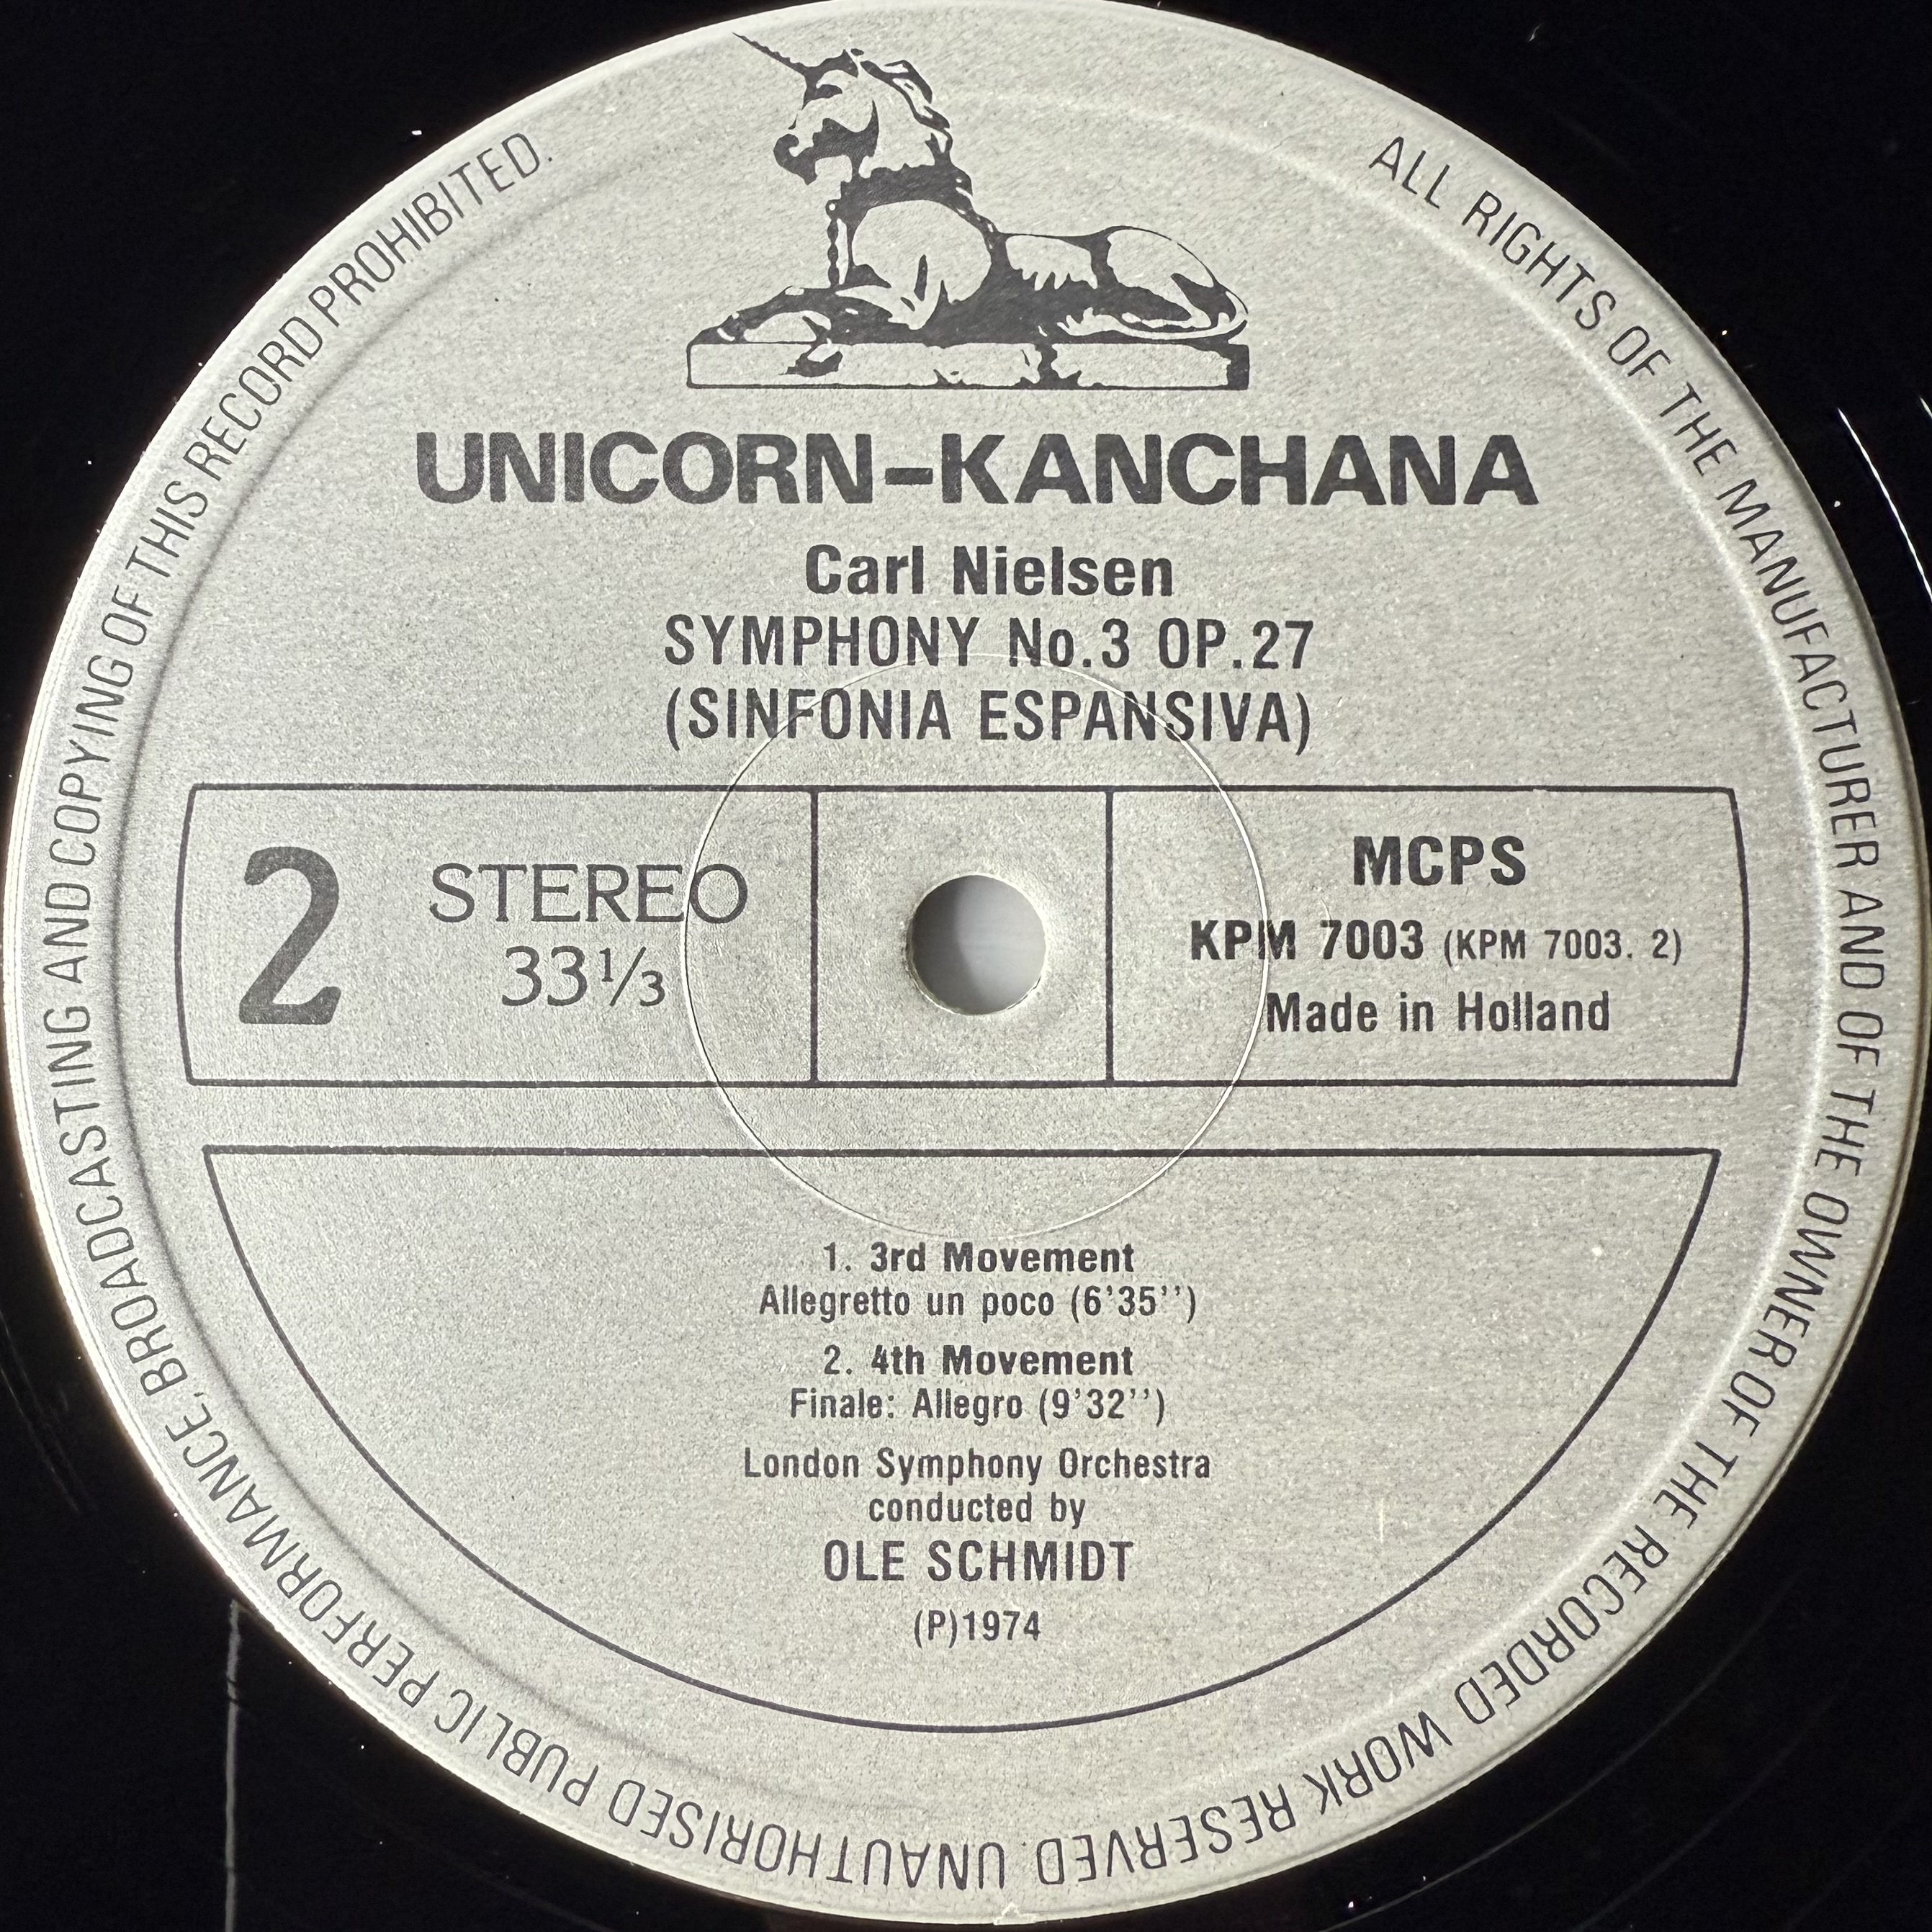 UNICORN-KANCHANA
Carl Nielsen
SYMPHONY No.3 OP.27
(SINFONIA ESPANSIVA)
2
STEREO
33⅓
MCPS
KPM 7003 (KPM 7003. 2)
Made in Holland
1. 3rd Movement
Allegretto un poco (6'35'')
2. 4th Movement
Finale: Allegro (9'32'')
London Symphony Orchestra
conducted by
OLE SCHMIDT
(P)1974
ALL RIGHTS OF THE MANUFACTURER AND OF THE OWNER OF THE RECORDED WORK RESERVED. UNAUTHORISED PUBLIC PERFORMANCE, BROADCASTING AND COPYING OF THIS RECORD PROHIBITED.